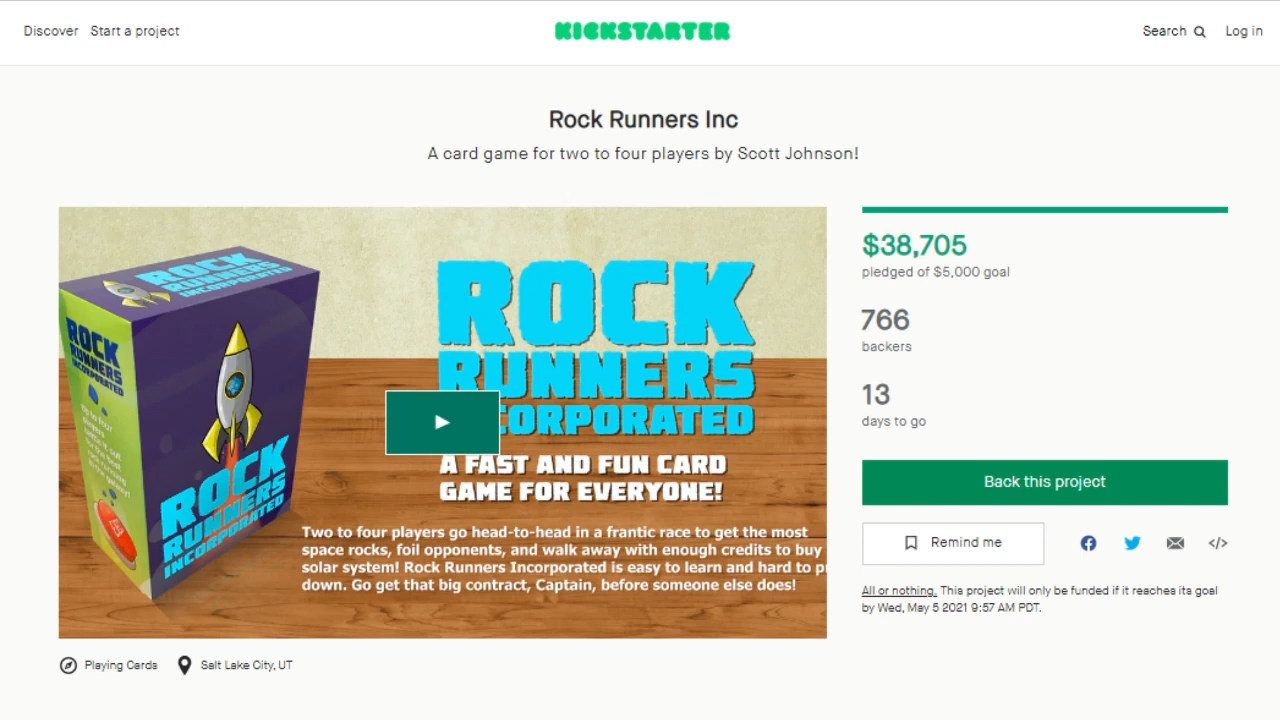 Discover Start a project KICKSTARTER Search Log in
Rock Runners Inc
A card game for two to four players by Scott Johnson!
ROCK
RUNNERS
INCORPORATED
ROCK
RUNNERS
INCORPORATED
ROCK
RUNNERS
INCORPORATED
ROCK
RUNNERS
CORPORATED
A FAST AND FUN CARD
GAME FOR EVERYONE!
Two to four players go head-to-head in a frantic race to get the most
space rocks, foil opponents, and walk away with enough credits to buy
solar system! Rock Runners Incorporated is easy to learn and hard to
down. Go get that big contract, Captain, before someone else does!
$38,705
pledged of $5,000 goal
766
backers
13
days to go
Back this project
Remind me
All or nothing. This project will only be funded if it reaches its goal
by Wed, May 5 2021 9:57 AM PDT.
Playing Cards Salt Lake City, UT